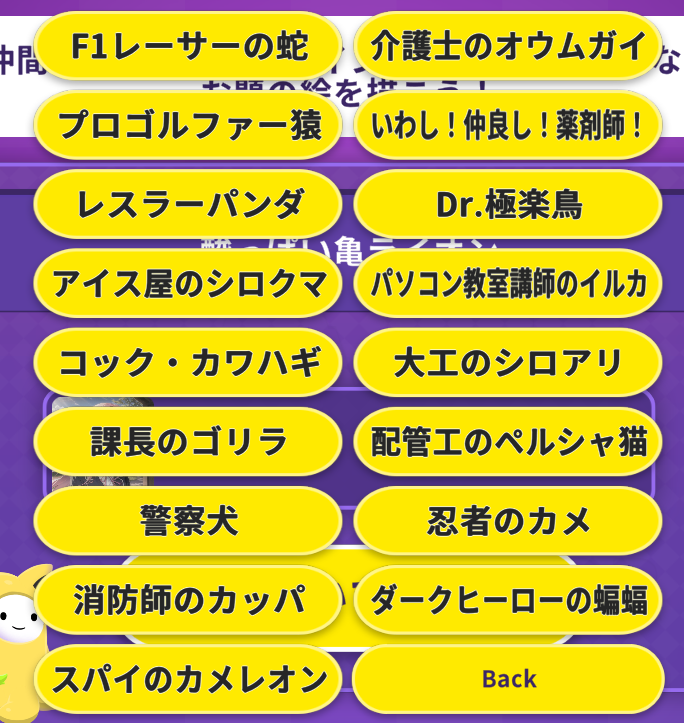 F1レーサーの蛇
介護士のオウムガイ
プロゴルファー猿
いわし！仲良し！薬剤師！
レスラーパンダ
Dr.極楽鳥
アイス屋のシロクマ
パソコン教室講師のイルカ
コック・カワハギ
大工のシロアリ
課長のゴリラ
配管工のペルシャ猫
警察犬
忍者のカメ
消防師のカッパ
ダークヒーローの蝙蝠
スパイのカメレオン
Back